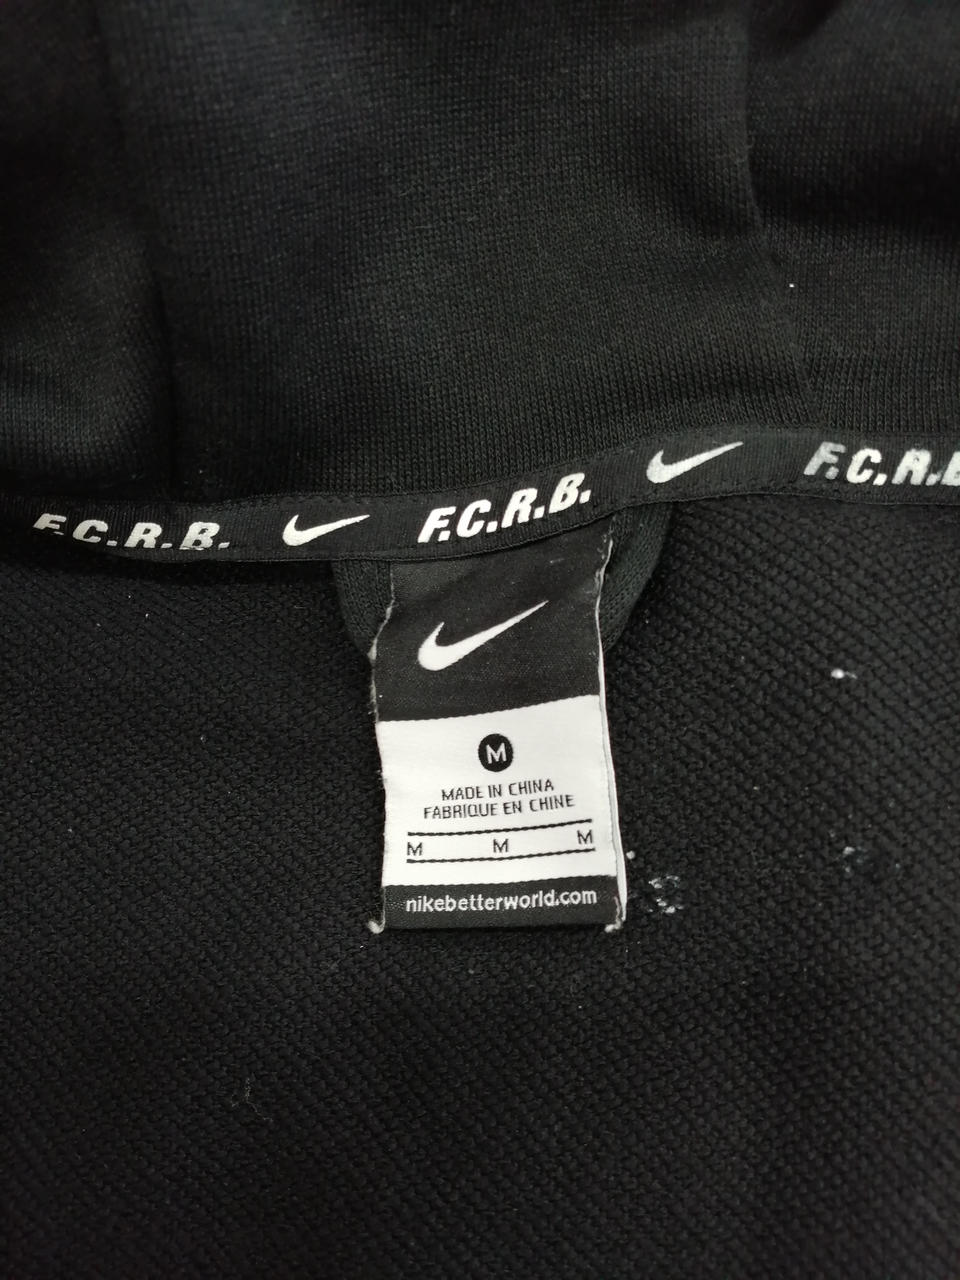 F.C.R.B. F.C.R.B. F.C.R.B
M
MADE IN CHINA
FABRIQUE EN CHINE
M M M
nikebetterworld.com